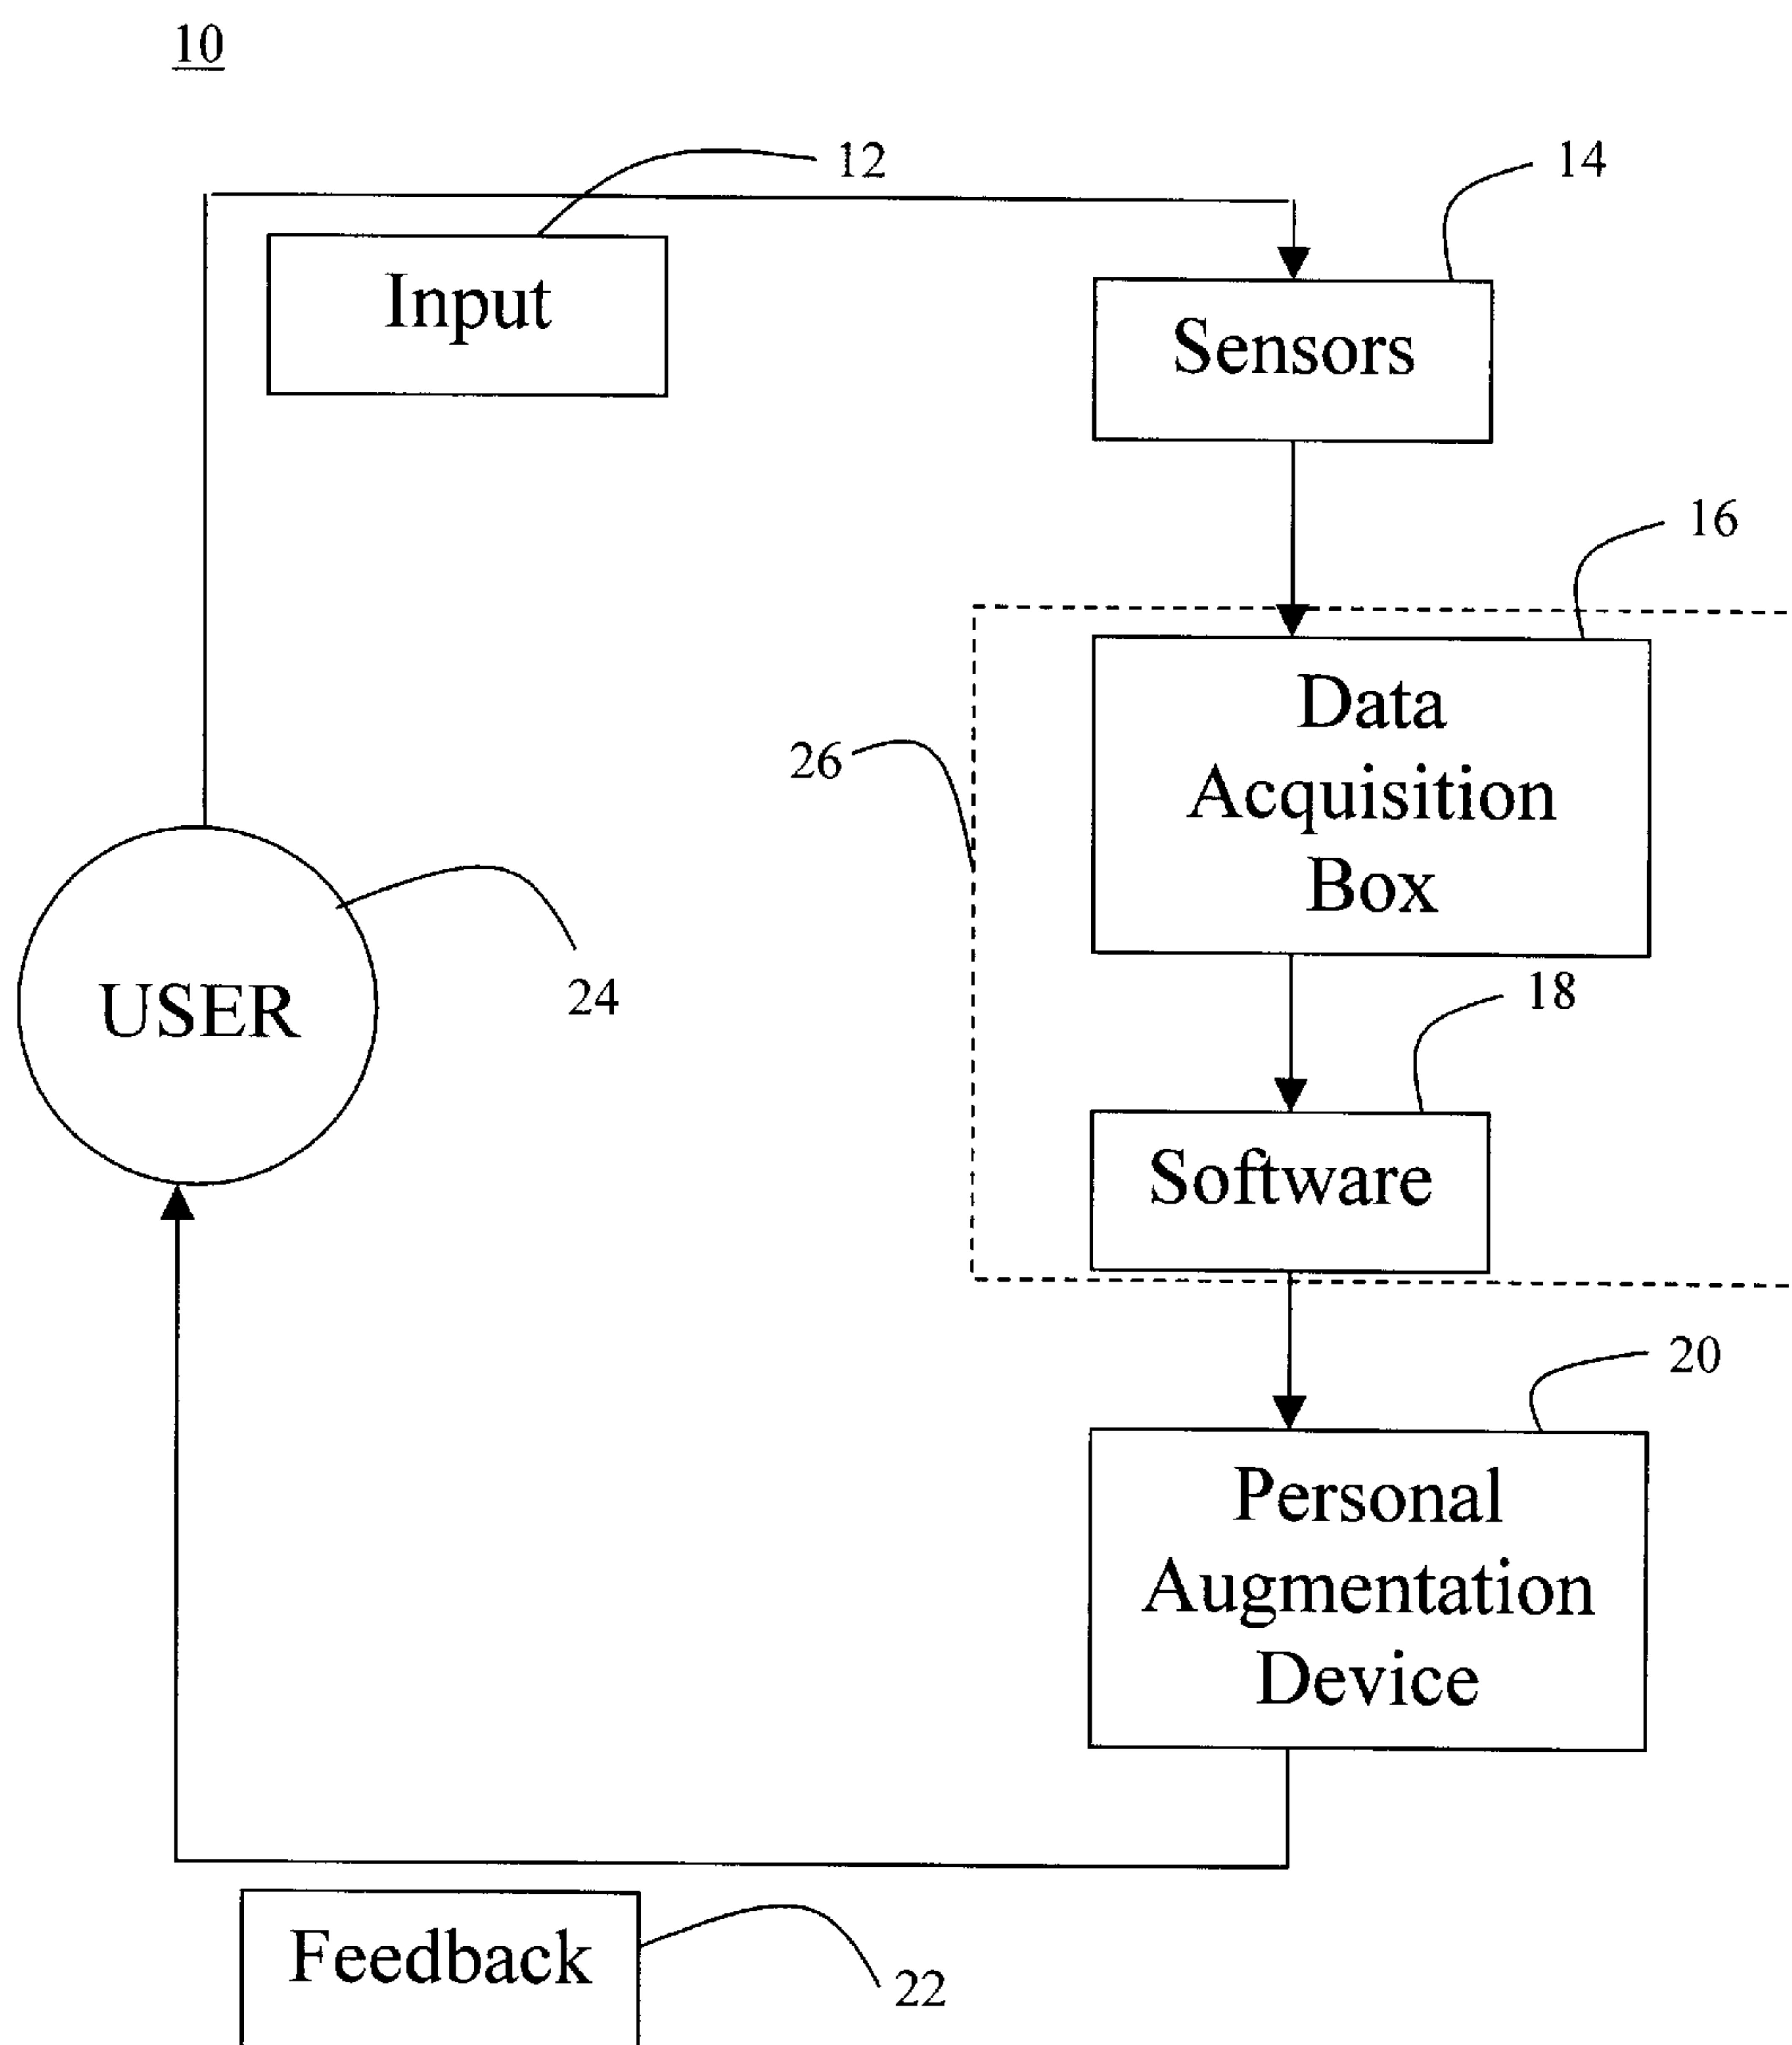 10
12
14
Input
Sensors
16
Data
Acquisition
Box
26
24
USER
18
Software
20
Personal
Augmentation
Device
Feedback
22